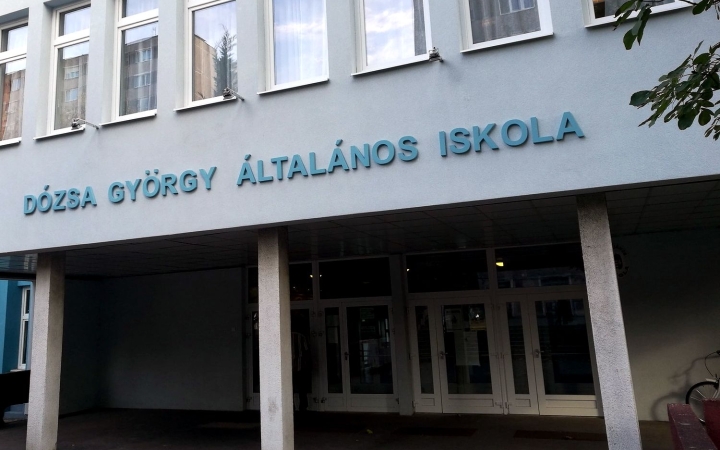 DÓZSA GYÖRGY ÁLTALÁNOS ISKOLA